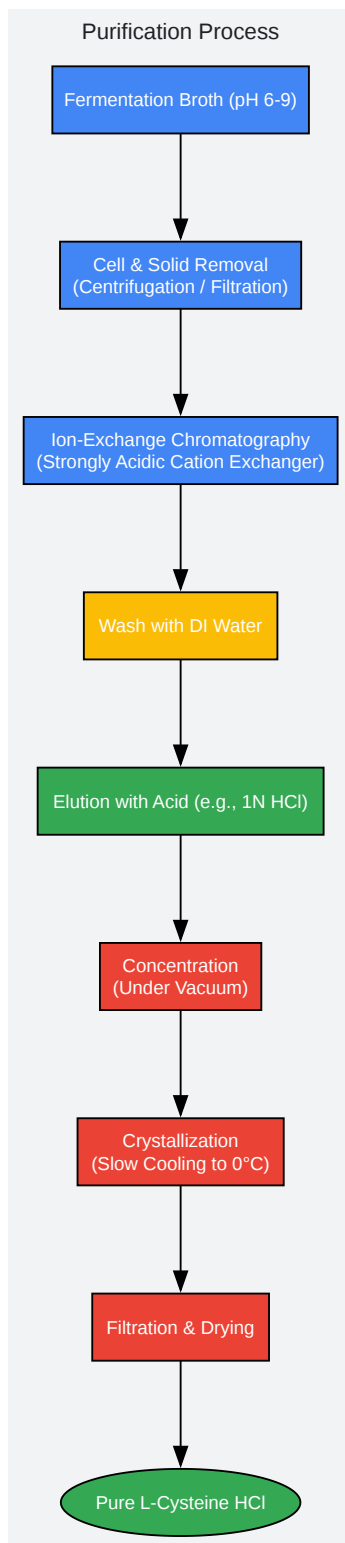 Purification Process
Fermentation Broth (pH 6-9)
Cell & Solid Removal
(Centrifugation / Filtration)
Ion-Exchange Chromatography
(Strongly Acidic Cation Exchanger)
Wash with DI Water
Elution with Acid (e.g., 1N HCl)
Concentration
(Under Vacuum)
Crystallization
(Slow Cooling to 0°C)
Filtration & Drying
Pure L-Cysteine HCl